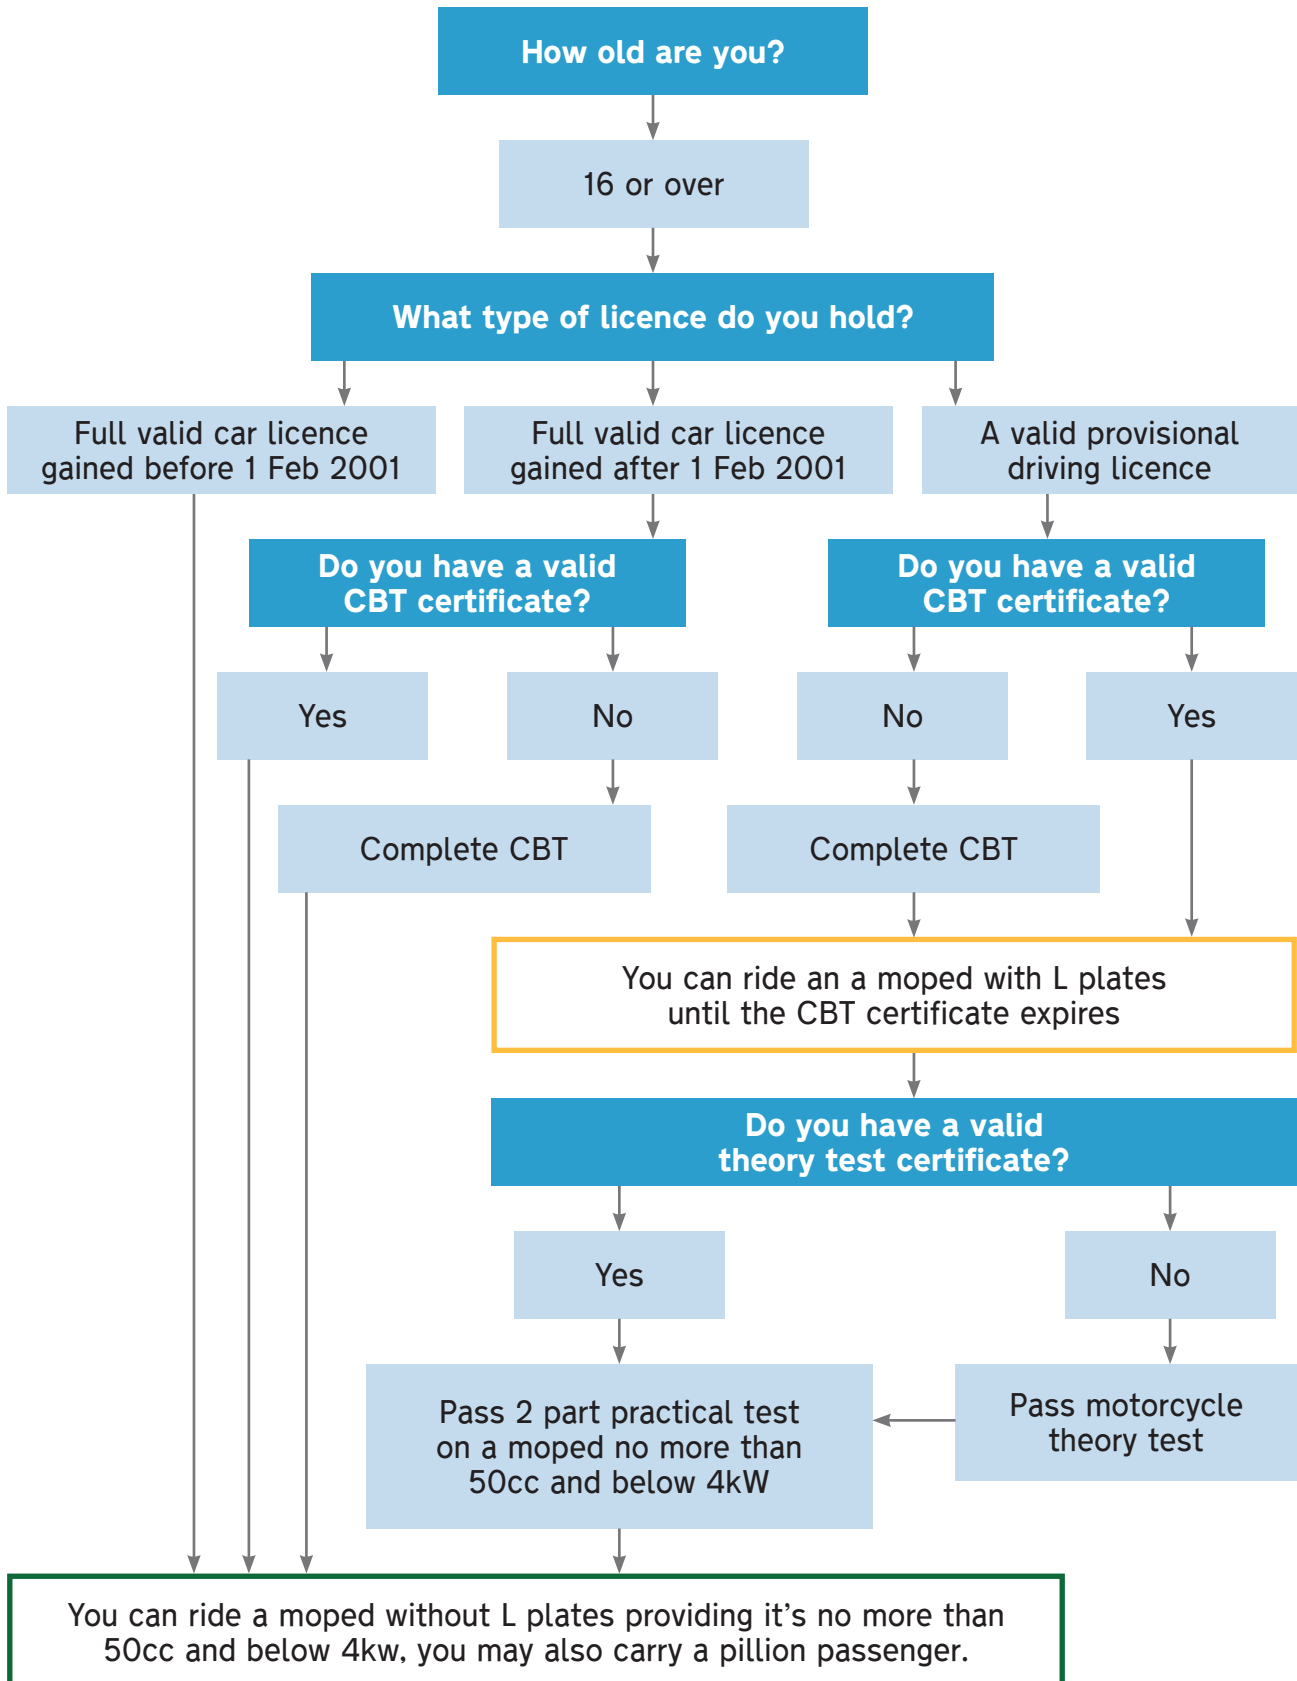 How old are you?
16 or over
What type of licence do you hold?
Full valid car licence
gained before 1 Feb 2001
Full valid car licence
gained after 1 Feb 2001
A valid provisional
driving licence
Do you have a valid
CBT certificate?
Do you have a valid
CBT certificate?
Yes
No
No
Yes
Complete CBT
Complete CBT
You can ride an a moped with L plates
until the CBT certificate expires
Do you have a valid
theory test certificate?
Yes
No
Pass 2 part practical test
on a moped no more than
50cc and below 4kW
Pass motorcycle
theory test
You can ride a moped without L plates providing it's no more than
50cc and below 4kw, you may also carry a pillion passenger.